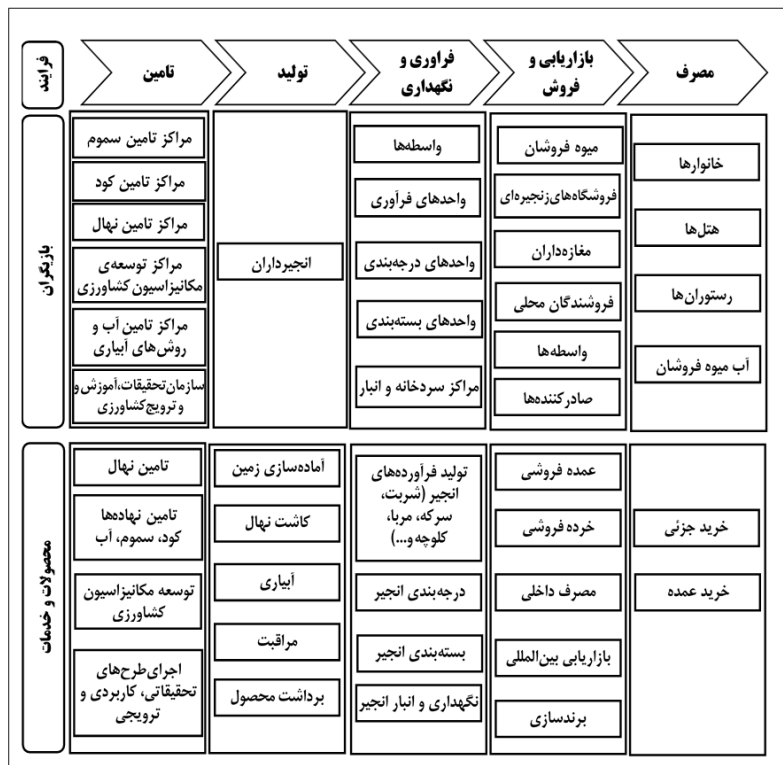 فرایند
تامین
تولید
فراوری و
نگهداری
بازاریابی و
فروش
مصرف
بازیگران
مراکز تامین سموم
مراکز تامین کود
مراکز تامین نهال
مراکز توسعه‌ی
مکانیزاسیون کشاورزی
مراکز تامین آب و
روش‌های آبیاری
سازمان‌تحقیقات،آموزش و
و ترویج‌کشاورزی
انجیرداران
واسطه‌ها
واحدهای فرآوری
واحدهای درجه‌بندی
واحدهای بسته‌بندی
مراکز سردخانه و انبار
میوه فروشان
فروشگاه‌های‌زنجیره‌ای
مغازه‌داران
فروشندگان محلی
واسطه‌ها
صادرکننده‌ها
خانوارها
هتل‌ها
رستوران‌ها
آب میوه فروشان
محصولات و خدمات
تامین نهال
تامین نهاده‌ها
کود، سموم، آب
توسعه مکانیزاسیون
کشاورزی
اجرای‌طرح‌های
تحقیقاتی، کاربردی و
ترویجی
آماده‌سازی زمین
کاشت نهال
آبیاری
مراقبت
برداشت محصول
تولید فرآورده‌های
انجیر (شربت،
سرکه، مربا،
کلوچه و...)
درجه‌بندی انجیر
بسته‌بندی انجیر
نگهداری و انبار انجیر
عمده فروشی
خرده فروشی
مصرف داخلی
بازاریابی بین‌المللی
برندسازی
خرید جزئی
خرید عمده